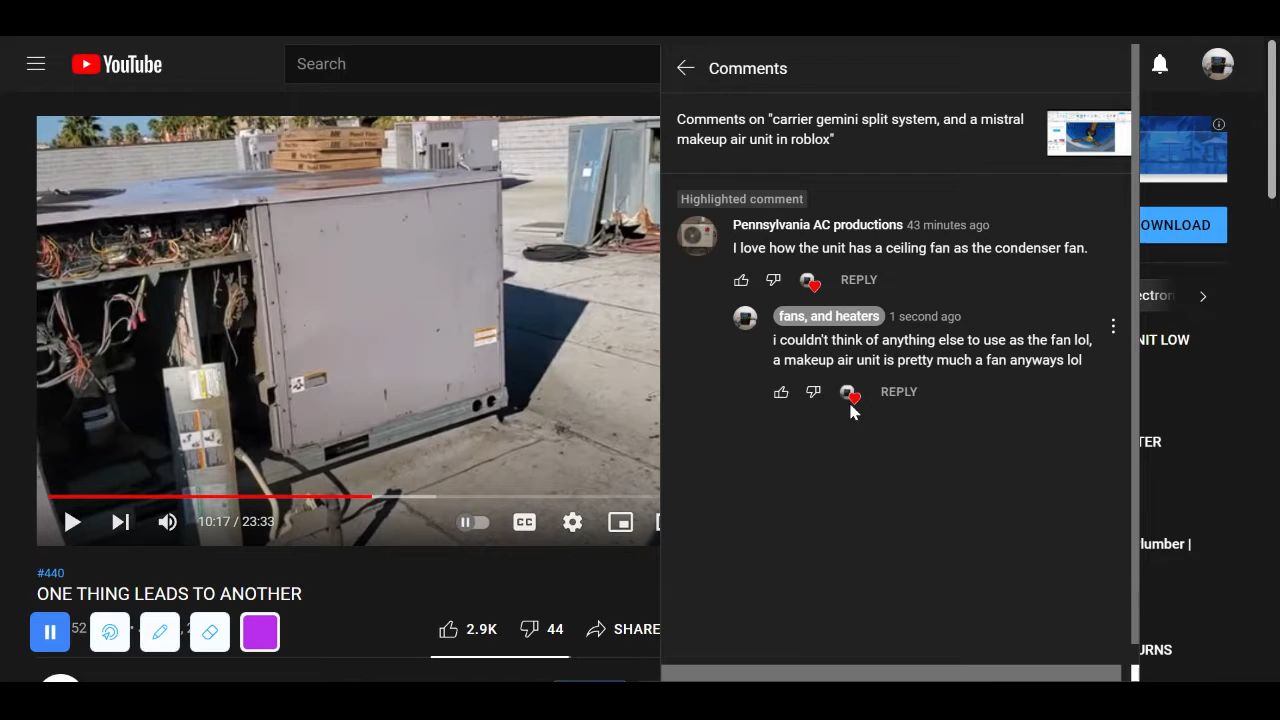 YouTube
Search
Comments
Comments on "carrier gemini split system, and a mistral
makeup air unit in roblox"
Highlighted comment
Pennsylvania AC productions 43 minutes ago
I love how the unit has a ceiling fan as the condenser fan.
REPLY
fans, and heaters 1 second ago
i couldn't think of anything else to use as the fan lol,
a makeup air unit is pretty much a fan anyways lol
REPLY
OWNLOAD
ectron
NIT LOW
TER
lumber |
URNS
10:17 / 23:33
CC
#440
ONE THING LEADS TO ANOTHER
52
2.9K
44
SHARE